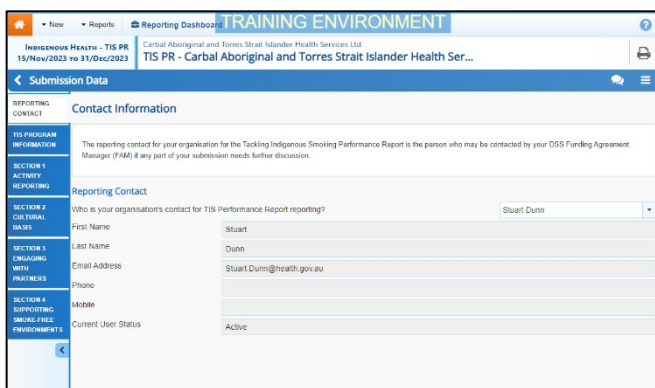 New
Reports
Reporting Dashboard
TRAINING ENVIRONMENT
INDIGENOUS HEALTH - TIS PR
15/NOV/2023 TO 31/DEC/2023
Carbal Aboriginal and Torres Strait Islander Health Services Ltd
TIS PR - Carbal Aboriginal and Torres Strait Islander Health Ser...
Submission Data
REPORTING
CONTACT
TIS PROGRAM
INFORMATION
SECTION 1
ACTIVITY
REPORTING
SECTION 2
CULTURAL
BASIS
SECTION 3
ENGAGING
WITH
PARTNERS
SECTION 4
SUPPORTING
SMOKE-FREE
ENVIRONMENTS
Contact Information
The reporting contact for your organisation for the Tackling Indigenous Smoking Performance Report is the person who may be contacted by your DSS Funding Agreement
Manager (FAM) if any part of your submission needs further discussion.
Reporting Contact
Who is your organisation's contact for TIS Performance Report reporting?
Stuart Dunn
First Name
Stuart
Last Name
Dunn
Email Address
Stuart.Dunn@health.gov.au
Phone
Mobile
Current User Status
Active